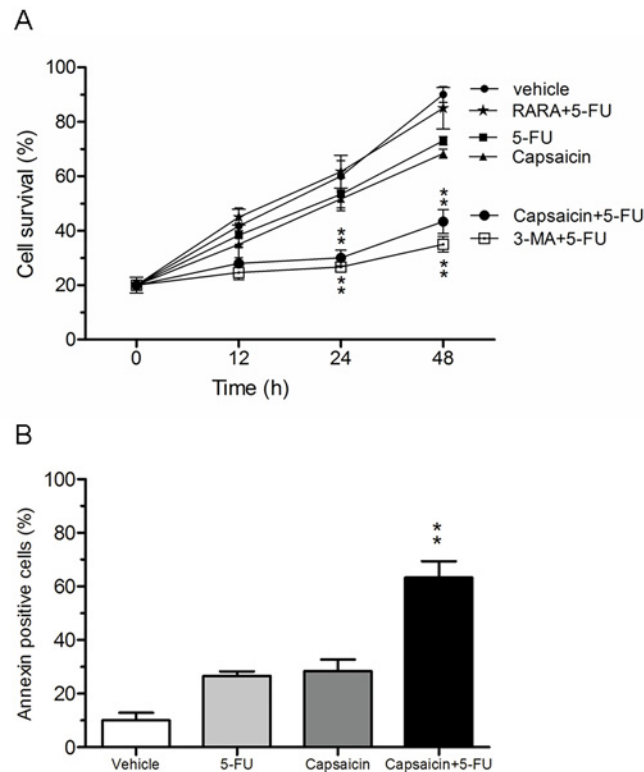 A
Cell survival (%)
100
80
60
40
20
0
12
24
48
Time (h)
vehicle
RARA+5-FU
5-FU
Capsaicin
Capsaicin+5-FU
3-MA+5-FU
**
**
**
**
B
Annexin positive cells (%)
100
80
60
40
20
0
**
Vehicle
5-FU
Capsaicin
Capsaicin+5-FU